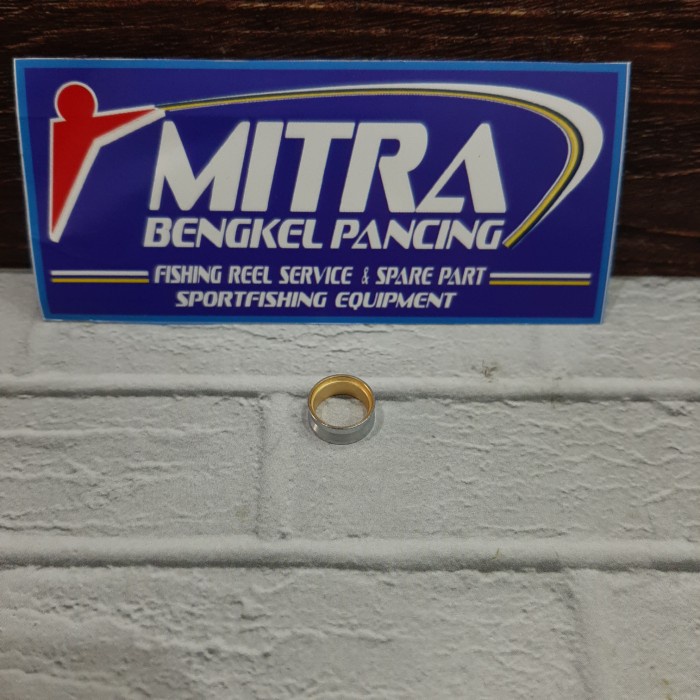 MITRA
BENGKEL PANCING
FISHING REEL SERVICE & SPARE PART
SPORTFISHING EQUIPMENT